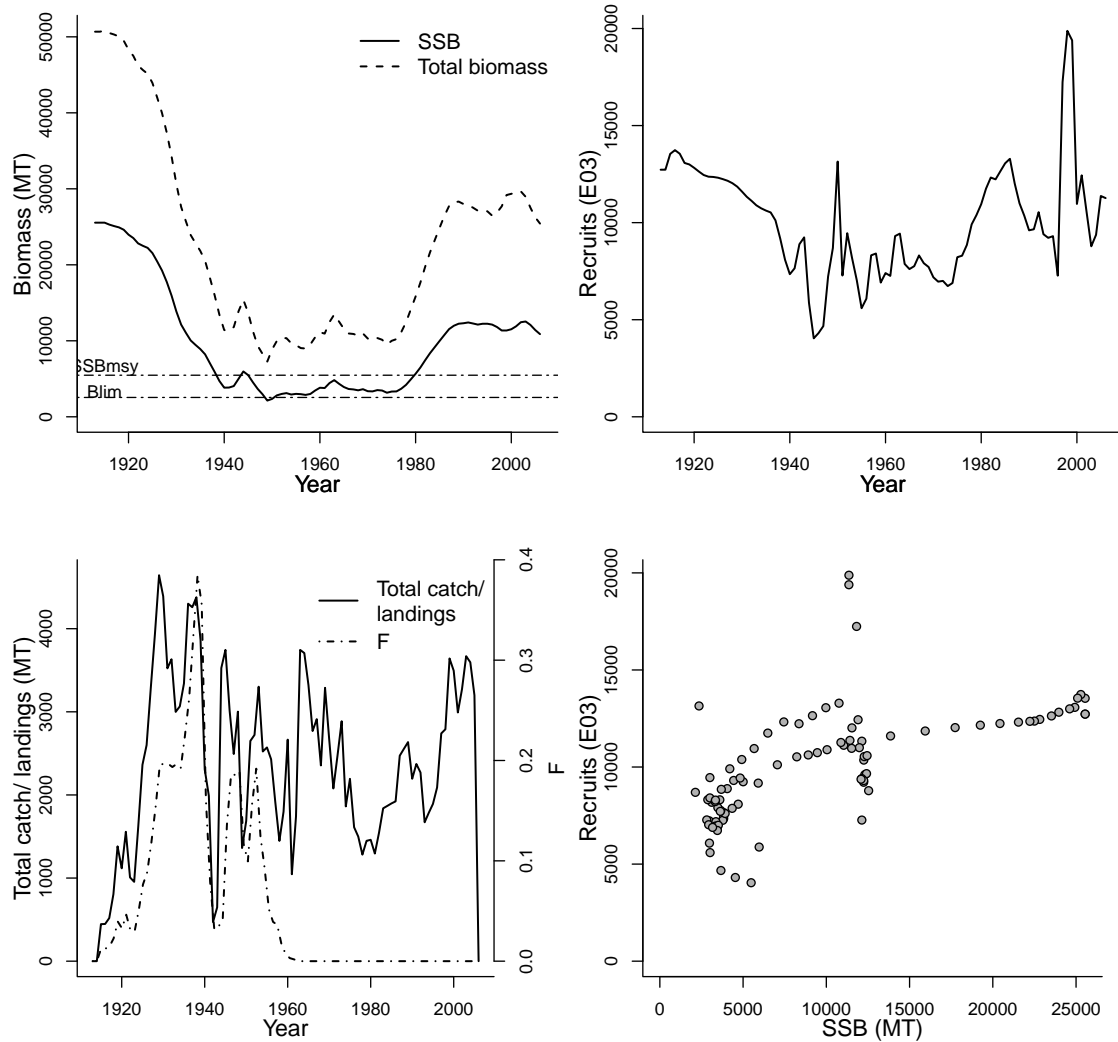 SSB
Total biomass
Biomass (MT)
0
10000
20000
30000
40000
50000
SSBmsy
Blim
1920
1940
1960
1980
2000
Year
Recruits (E03)
0
5000
10000
15000
20000
1920
1940
1960
1980
2000
Year
Total catch/
landings
F
Total catch/ landings (MT)
0
1000
2000
3000
4000
0.0
0.1
0.2
0.3
0.4
F
1920
1940
1960
1980
2000
Year
Recruits (E03)
0
5000
10000
15000
20000
0
5000
10000
15000
20000
25000
SSB (MT)